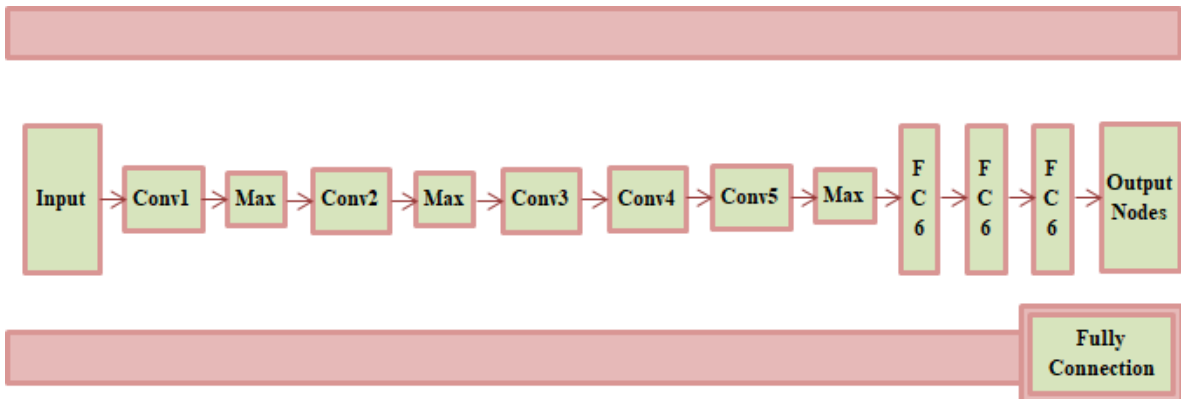 Input
Conv1
Max
Conv2
Max
Conv3
Conv4
Conv5
Max
F
C
6
F
C
6
F
C
6
Output
Nodes
Fully
Connection